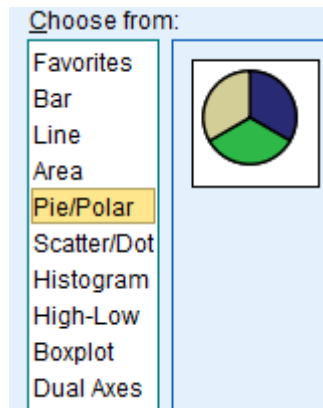 Choose from:
Favorites
Bar
Line
Area
Pie/Polar
Scatter/Dot
Histogram
High-Low
Boxplot
Dual Axes